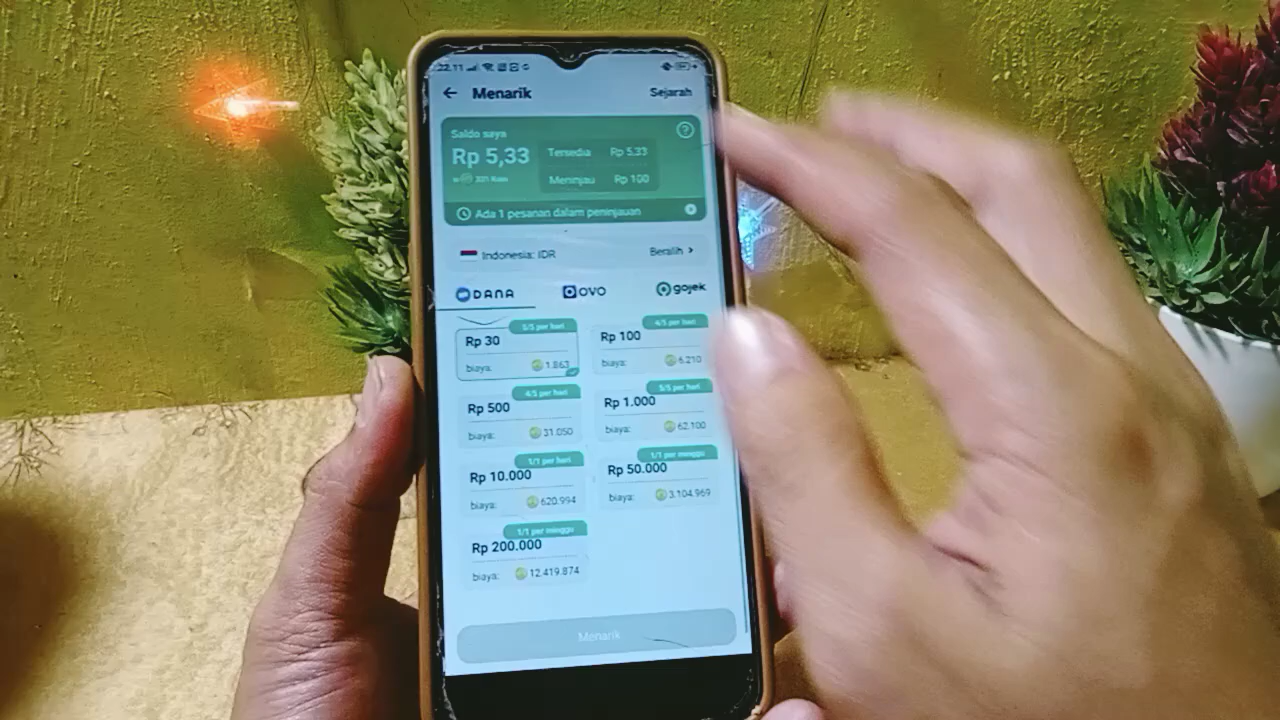 22.11
Menarik
Sejarah
Saldo saya
Rp 5,33
Tersedia Rp 5,33
Meninjau Rp 100
Ada 1 pesanan dalam peninjauan
Indonesia: IDR
Beralih >
DANA
OVO
gojek
5/5 per hari
Rp 30
biaya: 1.863
4/5 per hari
Rp 100
biaya: 6.210
4/5 per hari
Rp 500
biaya: 31.050
5/5 per hari
Rp 1.000
biaya: 62.100
1/1 per hari
Rp 10.000
biaya: 620.994
1/1 per minggu
Rp 50.000
biaya: 3.104.969
1/1 per minggu
Rp 200.000
biaya: 12.419.874
Menarik